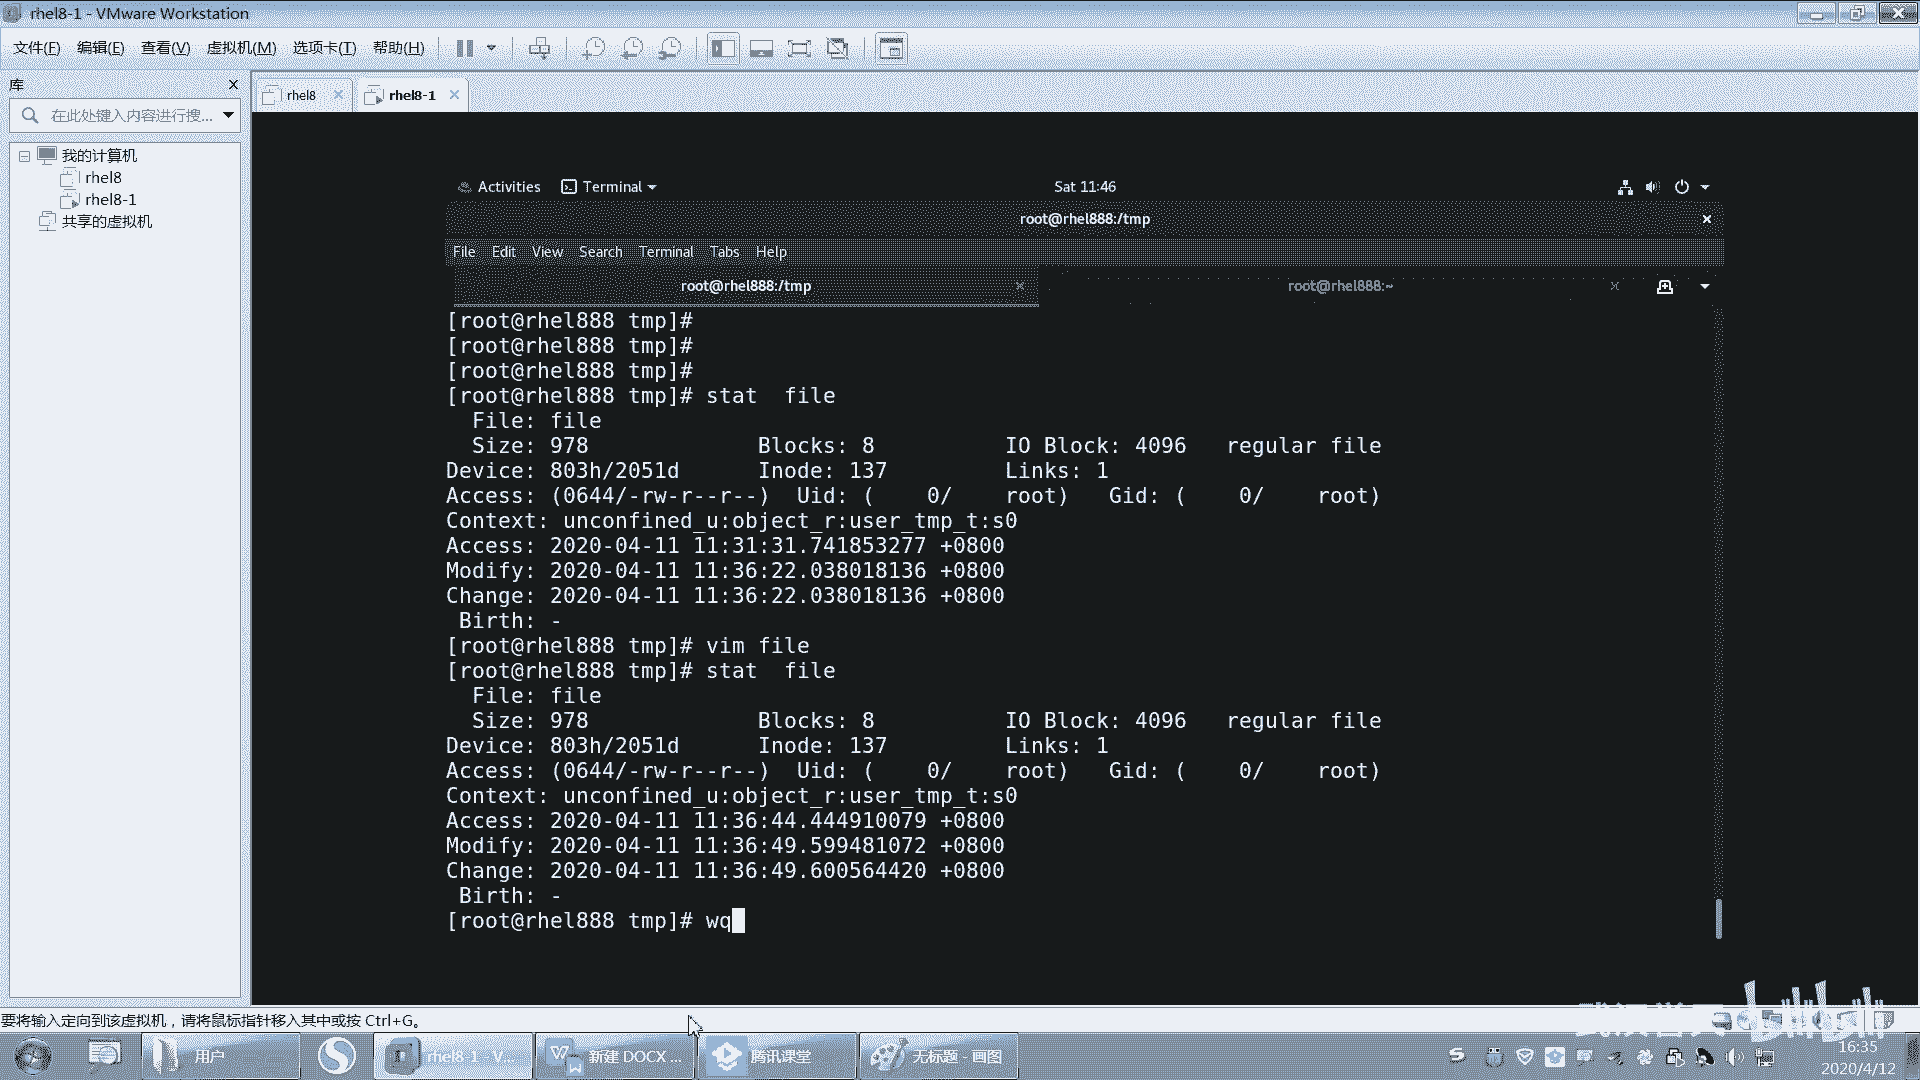 rhel8-1 - VMware Workstation
文件(F) 编辑(E) 查看(V) 虚拟机(M) 选项卡(T) 帮助(H)
库
在此处键入内容进行搜...
我的计算机
rhel8
rhel8-1
共享的虚拟机
rhel8 rhel8-1
Activities Terminal Sat 11:46
root@rhel888:/tmp
File Edit View Search Terminal Tabs Help
root@rhel888:/tmp root@rhel888:~
[root@rhel888 tmp]#
[root@rhel888 tmp]#
[root@rhel888 tmp]#
[root@rhel888 tmp]# stat  file
  File: file
  Size: 978             Blocks: 8          IO Block: 4096   regular file
Device: 803h/2051d      Inode: 137         Links: 1
Access: (0644/-rw-r--r--)  Uid: (    0/    root)   Gid: (    0/    root)
Context: unconfined_u:object_r:user_tmp_t:s0
Access: 2020-04-11 11:31:31.741853277 +0800
Modify: 2020-04-11 11:36:22.038018136 +0800
Change: 2020-04-11 11:36:22.038018136 +0800
 Birth: -
[root@rhel888 tmp]# vim file
[root@rhel888 tmp]# stat  file
  File: file
  Size: 978             Blocks: 8          IO Block: 4096   regular file
Device: 803h/2051d      Inode: 137         Links: 1
Access: (0644/-rw-r--r--)  Uid: (    0/    root)   Gid: (    0/    root)
Context: unconfined_u:object_r:user_tmp_t:s0
Access: 2020-04-11 11:36:44.444910079 +0800
Modify: 2020-04-11 11:36:49.599481072 +0800
Change: 2020-04-11 11:36:49.600564420 +0800
 Birth: -
[root@rhel888 tmp]# wq
要将输入定向到该虚拟机，请将鼠标指针移入其中或按 Ctrl+G。
bilibili
用户 rhel8-1 - V... 新建 DOCX ... 腾讯课堂 无标题 - 画图
16:35
2020/4/12